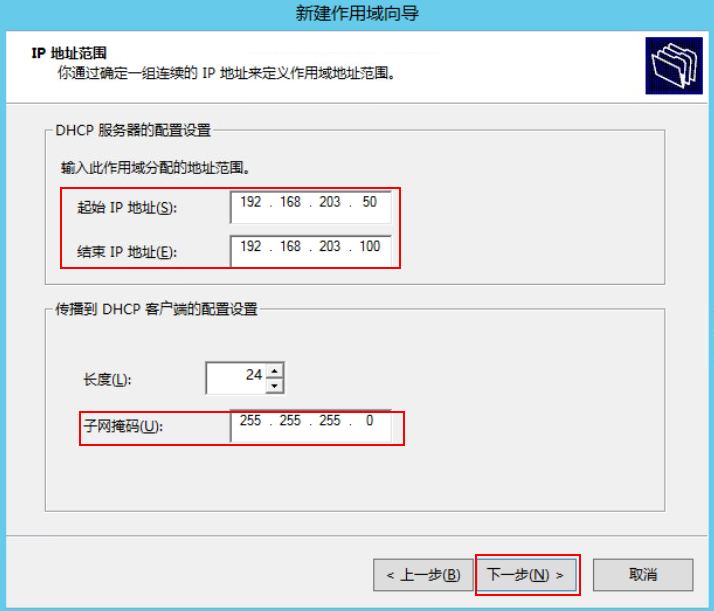 新建作用域向导
IP 地址范围
你通过确定一组连续的 IP 地址来定义作用域地址范围。
DHCP 服务器的配置设置
输入此作用域分配的地址范围。
起始 IP 地址(S): 192 . 168 . 203 . 50
结束 IP 地址(E): 192 . 168 . 203 . 100
传播到 DHCP 客户端的配置设置
长度(L): 24
子网掩码(U): 255 . 255 . 255 . 0
< 上一步(B) 下一步(N) > 取消